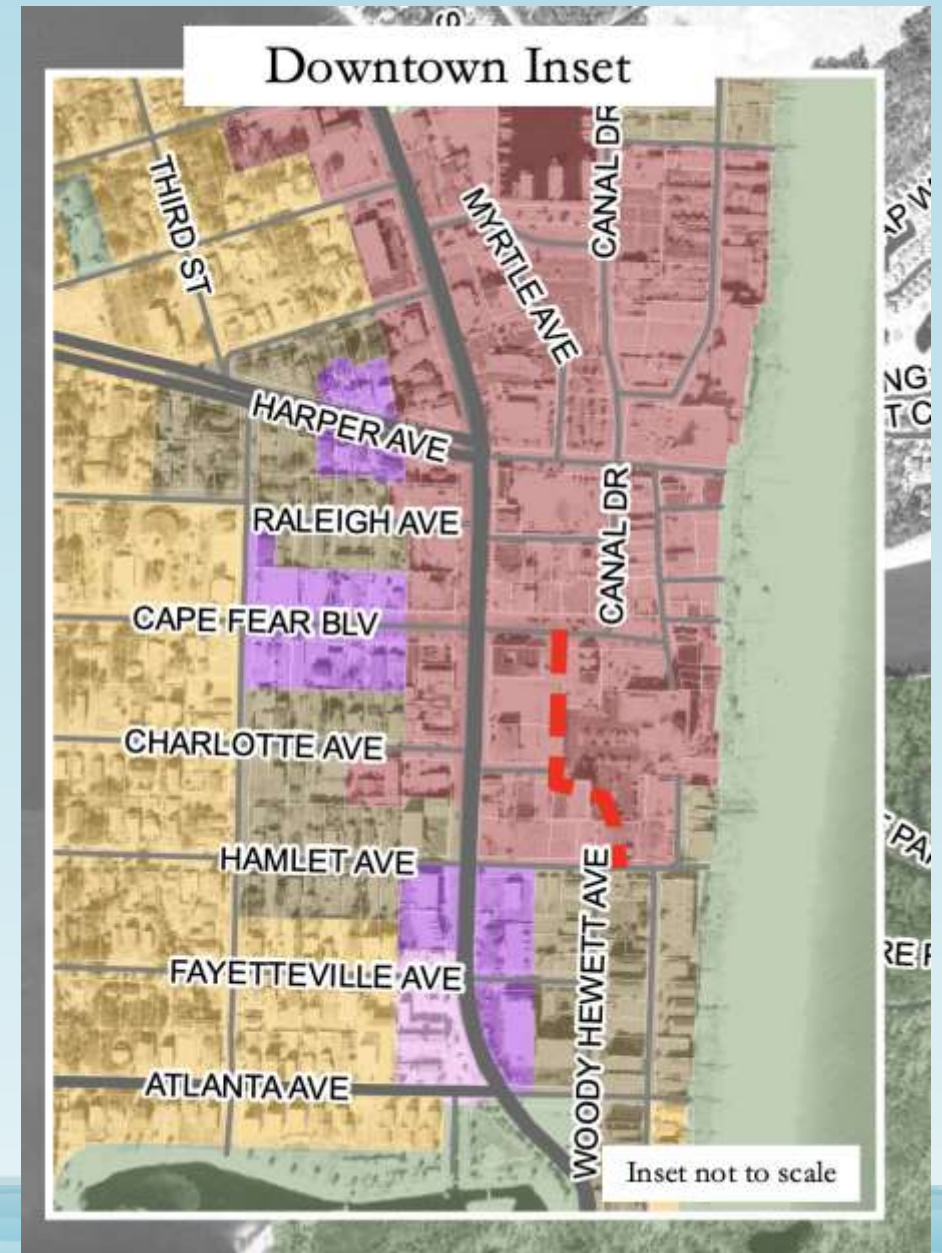 Downtown Inset
CANAL DR
THIRD ST
MYRTLE AVE
HARPER AVE
RALEIGH AVE
CANAL DR
CAPE FEAR BLV
CHARLOTTE AVE
HAMLET AVE
WOODY HEWETT AVE
FAYETTEVILLE AVE
ATLANTA AVE
Inset not to scale